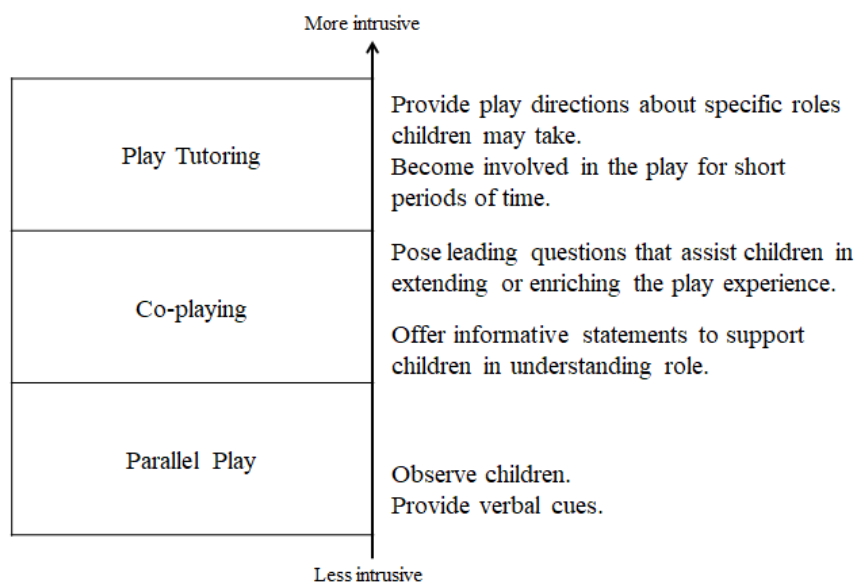 More intrusive
Play Tutoring
Provide play directions about specific roles
children may take.
Become involved in the play for short
periods of time.
Co-playing
Pose leading questions that assist children in
extending or enriching the play experience.
Offer informative statements to support
children in understanding role.
Parallel Play
Observe children.
Provide verbal cues.
Less intrusive